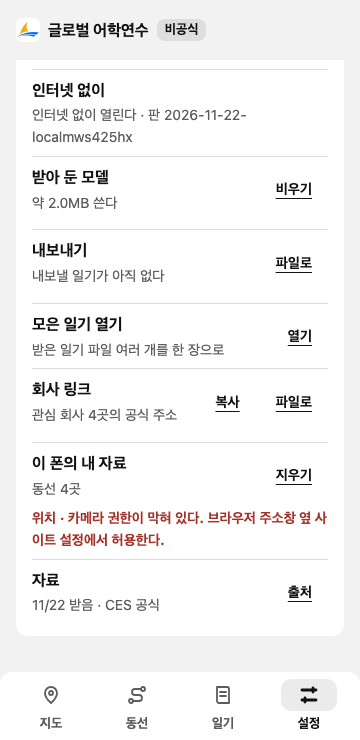 글로벌 어학연수 비공식
인터넷 없이
인터넷 없이 열린다 · 판 2026-11-22-
localmws425hx
받아 둔 모델
약 2.0MB 쓴다
비우기
내보내기
내보낼 일기가 아직 없다
파일로
모은 일기 열기
받은 일기 파일 여러 개를 한 장으로
열기
회사 링크
관심 회사 4곳의 공식 주소
복사 파일로
이 폰의 내 자료
동선 4곳
지우기
위치 · 카메라 권한이 막혀 있다. 브라우저 주소창 옆 사
이트 설정에서 허용한다.
자료
11/22 받음 · CES 공식
출처
지도 동선 일기 설정